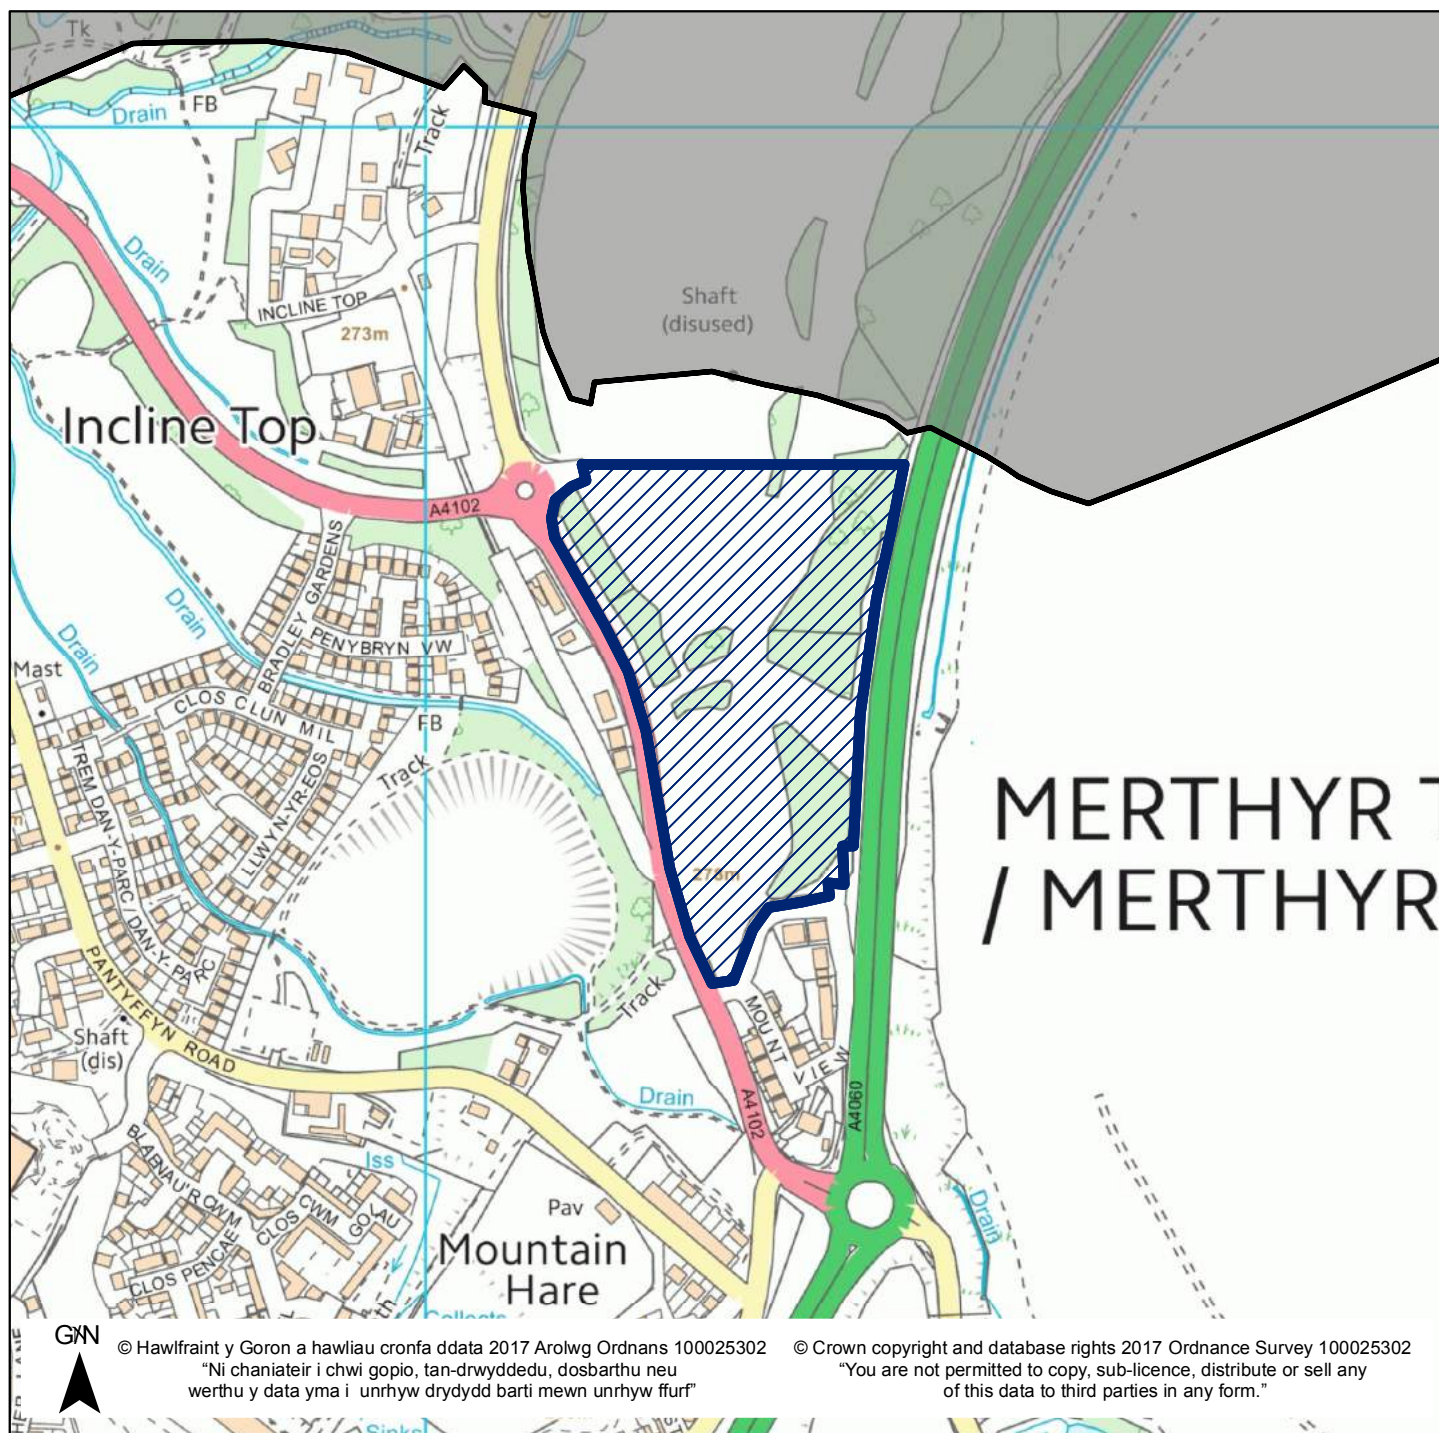 Tk
FB
Drain
Track
Drain
INCLINE TOP
273m
Shaft
(disused)
Incline Top
A4102
BRADLEY GARDENS
Drain
PENYBRYN VW
Drain
Mast
CLOS CLUN MIL
FB
TREM DAN-Y-PARC / DAN-Y-PARC
LLWYN-YR-EOS
Track
MERTHYR T
/ MERTHYR
276m
PANTYFFYN ROAD
Shaft
(dis)
Track
MOUNT VIEW
Drain
A4102
A4060
BLAENAU'R CWM
Iss
CLOS CWM GOLAU
CLOS PENCAE
Pav
Mountain
Hare
Drain
Collects
GN
© Hawlfraint y Goron a hawliau cronfa ddata 2017 Arolwg Ordnans 100025302
“Ni chaniateir i chwi gopio, tan-drwyddedu, dosbarthu neu
werthu y data yma i unrhyw drydydd barti mewn unrhyw ffurf”
© Crown copyright and database rights 2017 Ordnance Survey 100025302
“You are not permitted to copy, sub-licence, distribute or sell any
of this data to third parties in any form.”
Sinks